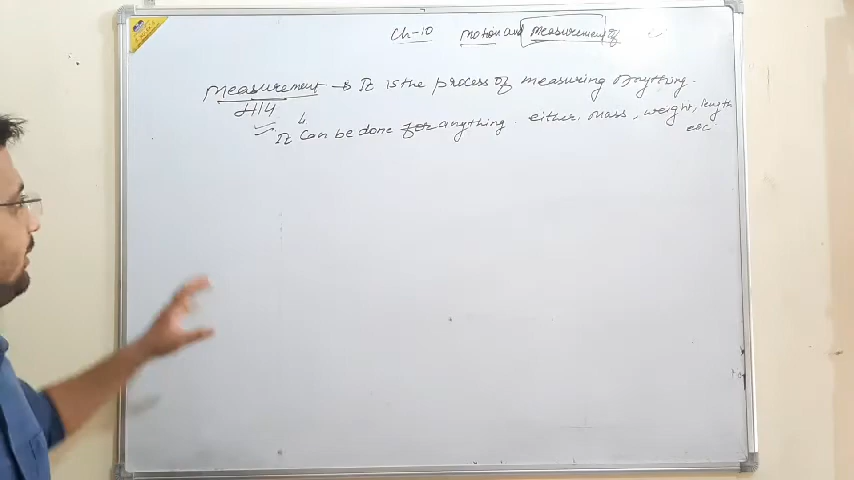 Ch-10 Motion and Measurement of
Measurement → It is the process of measuring anything.
माप
It can be done for anything. either, mass, weight, length
etc.